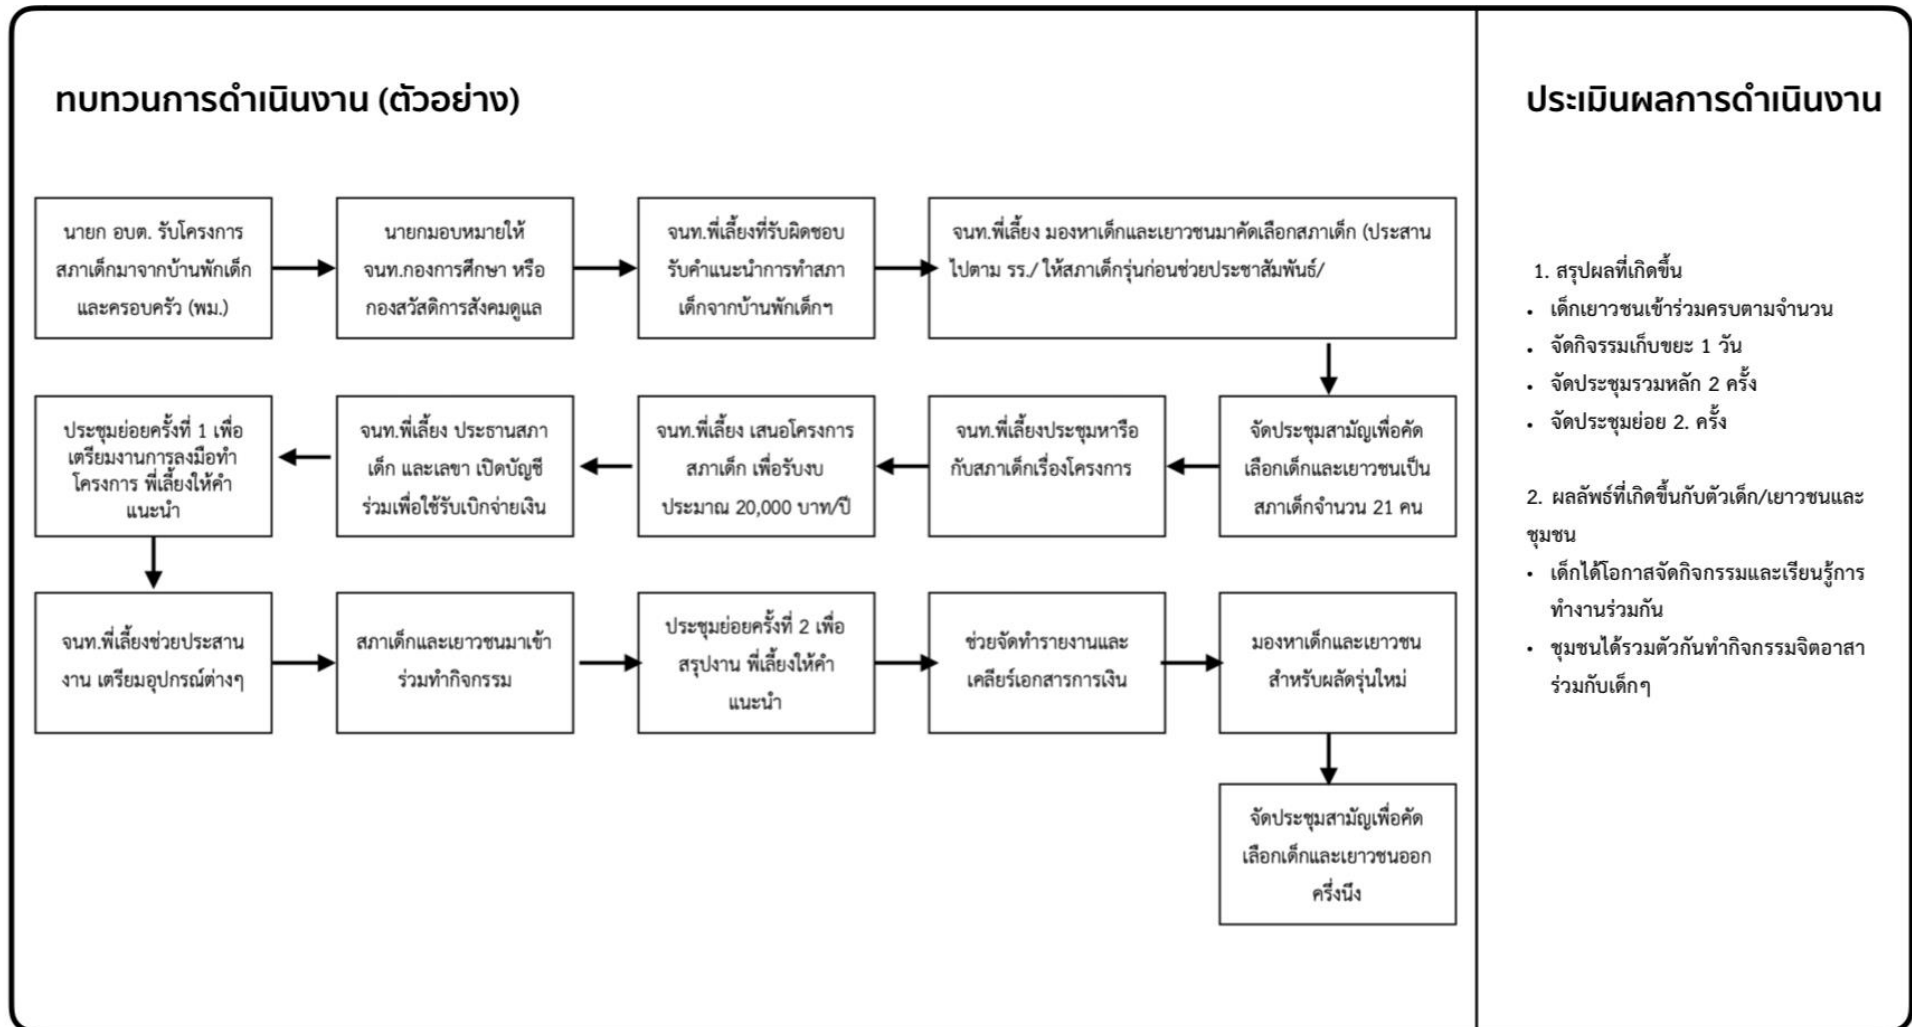 ทบทวนการดำเนินงาน (ตัวอย่าง)
นายก อบต. รับโครงการ
สภาเด็กมาจากบ้านพักเด็ก
และครอบครัว (พม.)
นายกมอบหมายให้
จนท.กองการศึกษา หรือ
กองสวัสดิการสังคมดูแล
จนท.พี่เลี้ยงที่รับผิดชอบ
รับคำแนะนำการทำสภา
เด็กจากบ้านพักเด็กฯ
จนท.พี่เลี้ยง มองหาเด็กและเยาวชนมาคัดเลือกสภาเด็ก (ประสาน
ไปตาม รร./ ให้สภาเด็กรุ่นก่อนช่วยประชาสัมพันธ์/
จัดประชุมสามัญเพื่อคัด
เลือกเด็กและเยาวชนเป็น
สภาเด็กจำนวน 21 คน
จนท.พี่เลี้ยงประชุมหารือ
กับสภาเด็กเรื่องโครงการ
จนท.พี่เลี้ยง เสนอโครงการ
สภาเด็ก เพื่อรับงบ
ประมาณ 20,000 บาท/ปี
จนท.พี่เลี้ยง ประธานสภา
เด็ก และเลขา เปิดบัญชี
ร่วมเพื่อใช้รับเบิกจ่ายเงิน
ประชุมย่อยครั้งที่ 1 เพื่อ
เตรียมงานการลงมือทำ
โครงการ พี่เลี้ยงให้คำ
แนะนำ
จนท.พี่เลี้ยงช่วยประสาน
งาน เตรียมอุปกรณ์ต่างๆ
สภาเด็กและเยาวชนมาเข้า
ร่วมทำกิจกรรม
ประชุมย่อยครั้งที่ 2 เพื่อ
สรุปงาน พี่เลี้ยงให้คำ
แนะนำ
ช่วยจัดทำรายงานและ
เคลียร์เอกสารการเงิน
มองหาเด็กและเยาวชน
สำหรับผลัดรุ่นใหม่
จัดประชุมสามัญเพื่อคัด
เลือกเด็กและเยาวชนออก
ครึ่งนึง
ประเมินผลการดำเนินงาน
1. สรุปผลที่เกิดขึ้น
• เด็กเยาวชนเข้าร่วมครบตามจำนวน
• จัดกิจรรมเก็บขยะ 1 วัน
• จัดประชุมรวมหลัก 2 ครั้ง
• จัดประชุมย่อย 2. ครั้ง
2. ผลลัพธ์ที่เกิดขึ้นกับตัวเด็ก/เยาวชนและ
ชุมชน
• เด็กได้โอกาสจัดกิจกรรมและเรียนรู้การ
ทำงานร่วมกัน
• ชุมชนได้รวมตัวกันทำกิจกรรมจิตอาสา
ร่วมกับเด็กๆ